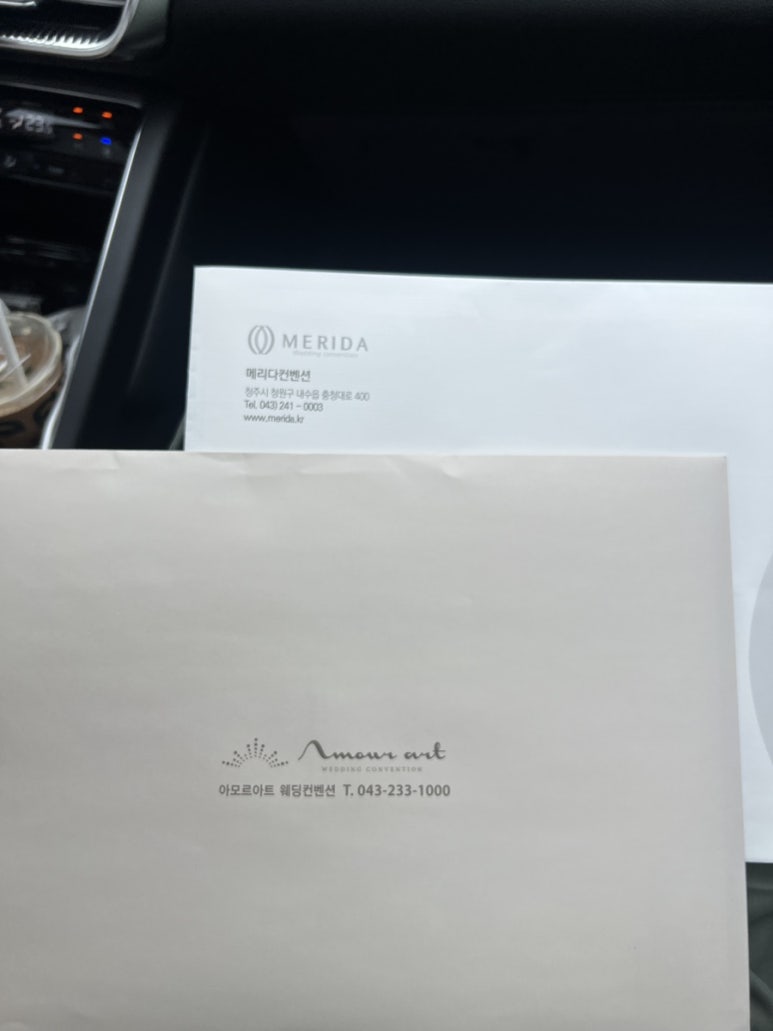 MERIDA
Wedding convention
메리다컨벤션
청주시 청원구 내수읍 충청대로 400
Tel. 043) 241 - 0003
www.merida.kr
Amour art
WEDDING CONVENTION
아모르아트 웨딩컨벤션 T. 043-233-1000